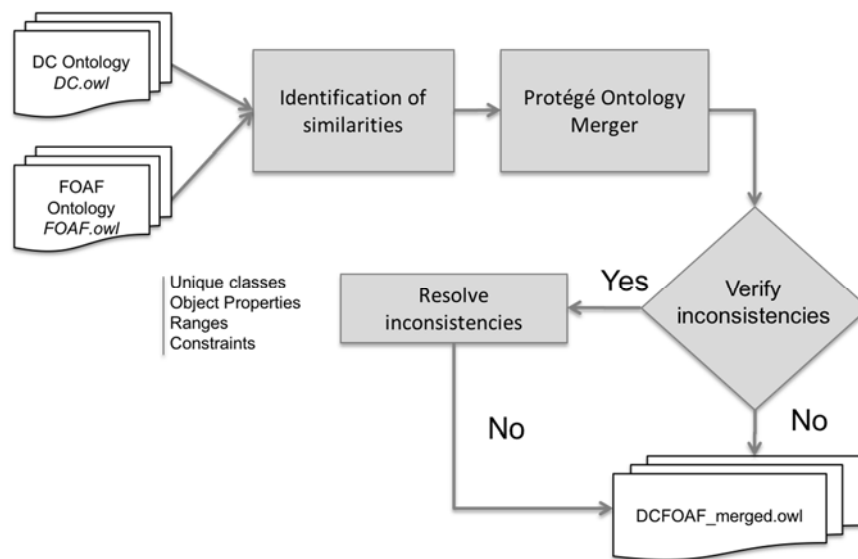 DC Ontology
DC.owl
Identification of
similarities
Protégé Ontology
Merger
FOAF
Ontology
FOAF.owl
Unique classes
Object Properties
Ranges
Constraints
Resolve
inconsistencies
Yes
Verify
inconsistencies
No
No
DCFOAF_merged.owl